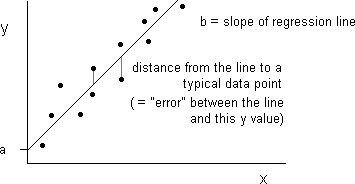 y
b = slope of regression line
distance from the line to a
typical data point
( = "error" between the line
and this y value)
a
x